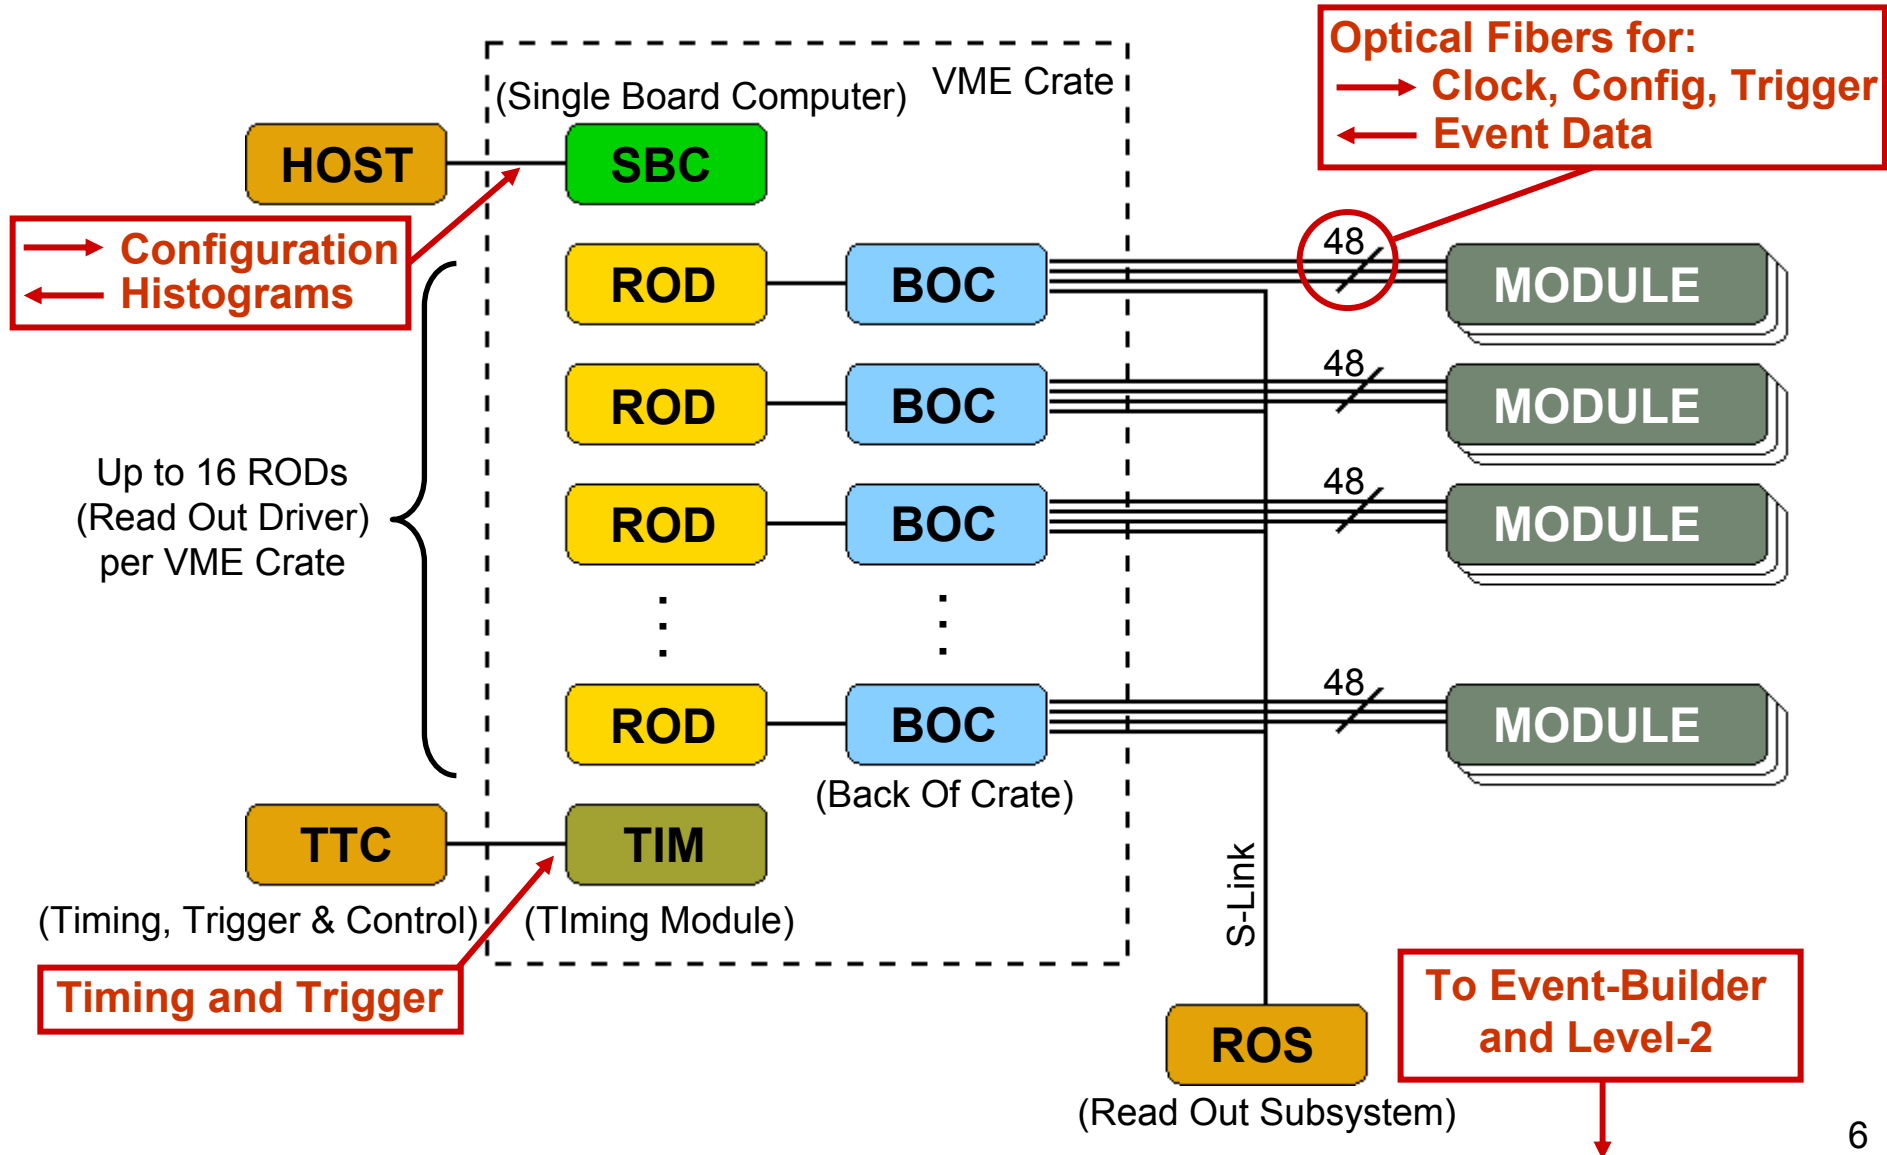 Optical Fibers for:
Clock, Config, Trigger
Event Data
VME Crate
(Single Board Computer)
HOST
SBC
Configuration
Histograms
ROD
BOC
48
MODULE
ROD
BOC
48
MODULE
Up to 16 RODs
(Read Out Driver)
per VME Crate
ROD
BOC
48
MODULE
ROD
BOC
48
MODULE
(Back Of Crate)
TTC
TIM
(Timing, Trigger & Control)
(TIming Module)
S-Link
Timing and Trigger
To Event-Builder
and Level-2
ROS
(Read Out Subsystem)
6